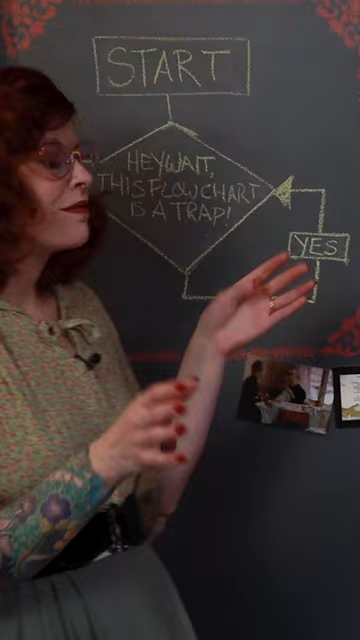 START
HEY WAIT,
THIS FLOWCHART
IS A TRAP!
YES